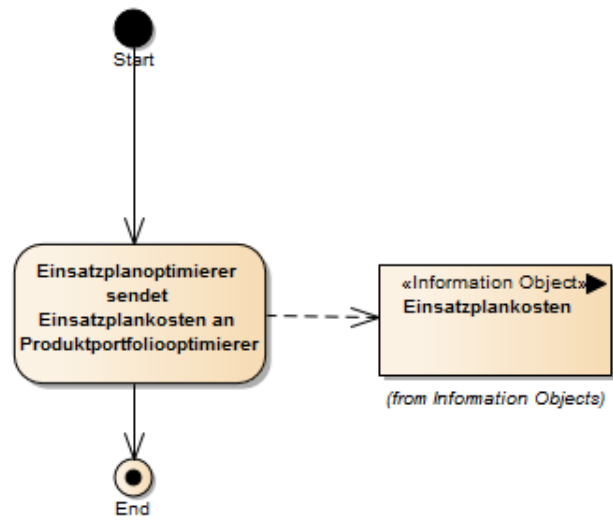 Start
Einsatzplanoptimierer
sendet
Einsatzplankosten an
Produktportfoliooptimierer
«Information Object»
Einsatzplankosten
(from Information Objects)
End